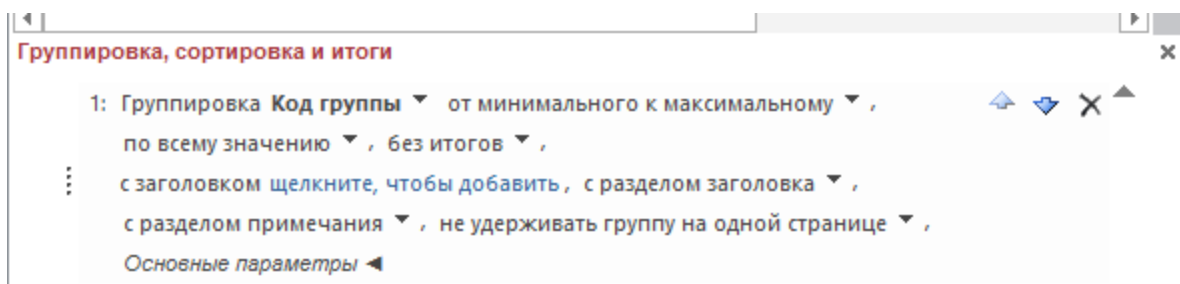 Группировка, сортировка и итоги
1: Группировка Код группы от минимального к максимальному ,
по всему значению , без итогов ,
с заголовком щелкните, чтобы добавить , с разделом заголовка ,
с разделом примечания , не удерживать группу на одной странице ,
Основные параметры